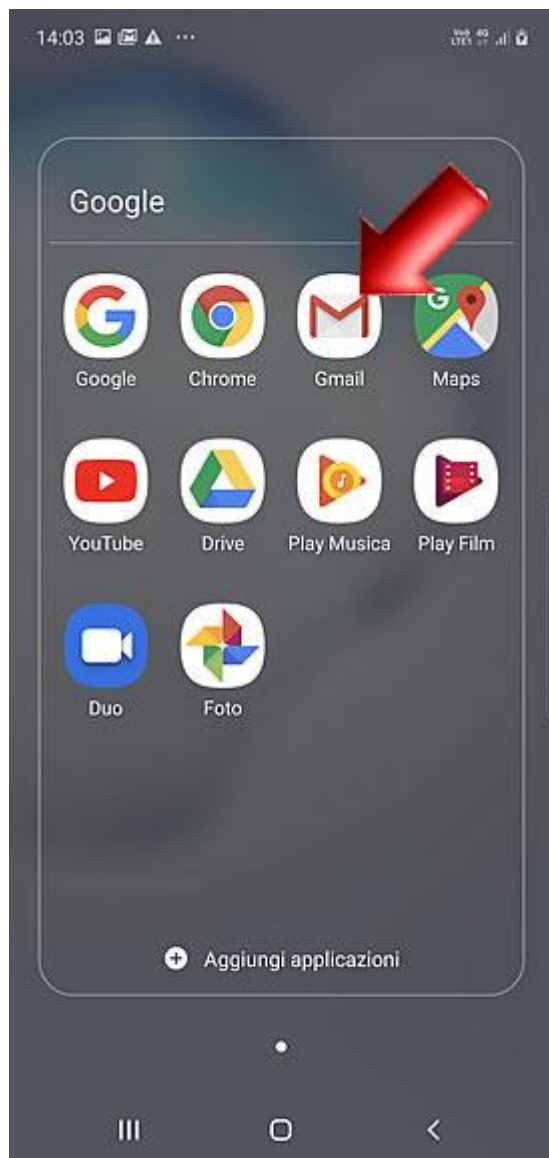 14:03
Google
Google Chrome Gmail Maps
YouTube Drive Play Musica Play Film
Duo Foto
Aggiungi applicazioni